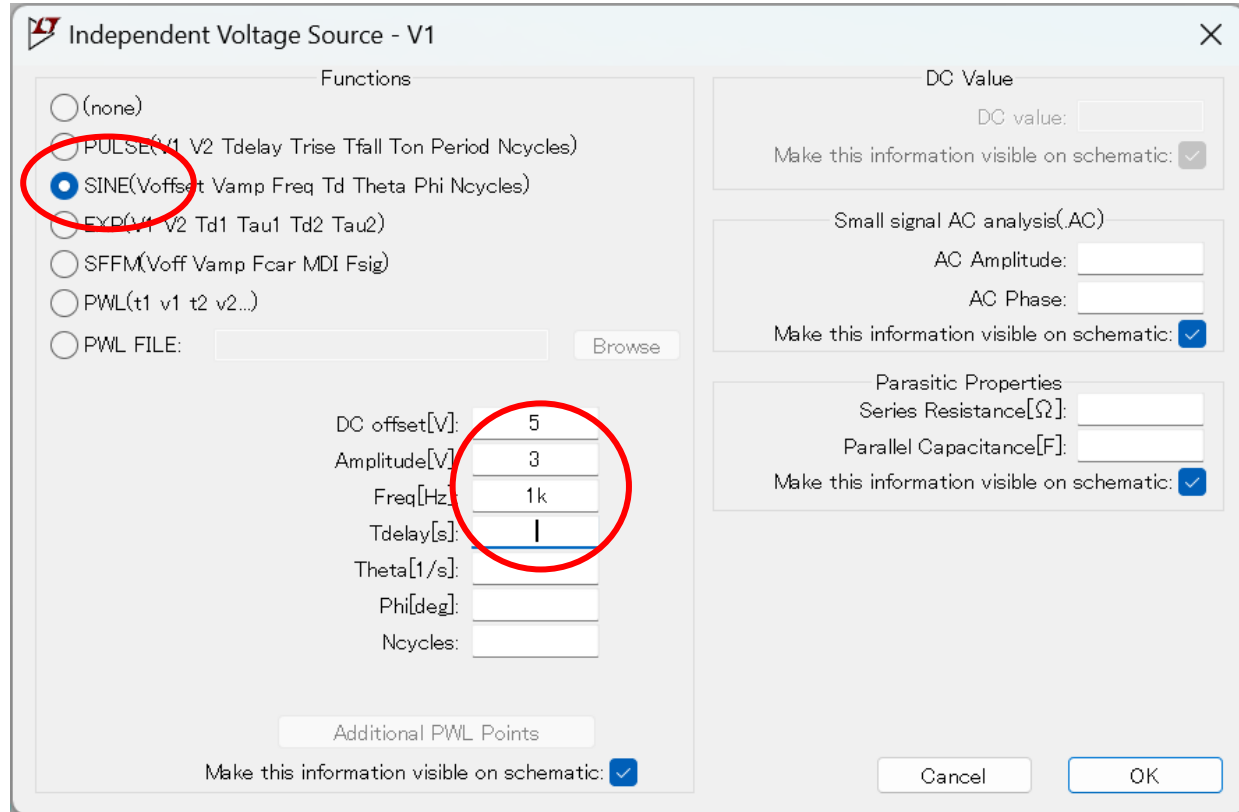 Independent Voltage Source - V1
Functions
(none)
PULSE(V1 V2 Tdelay Trise Tfall Ton Period Ncycles)
SINE(Voffset Vamp Freq Td Theta Phi Ncycles)
EXP(V1 V2 Td1 Tau1 Td2 Tau2)
SFFM(Voff Vamp Fcar MDI Fsig)
PWL(t1 v1 t2 v2...)
PWL FILE:
Browse
DC offset[V]: 5
Amplitude[V]: 3
Freq[Hz]: 1k
Tdelay[s]:
Theta[1/s]:
Phi[deg]:
Ncycles:
Additional PWL Points
Make this information visible on schematic:
DC Value
DC value:
Make this information visible on schematic:
Small signal AC analysis(.AC)
AC Amplitude:
AC Phase:
Make this information visible on schematic:
Parasitic Properties
Series Resistance[Ω]:
Parallel Capacitance[F]:
Make this information visible on schematic:
Cancel
OK